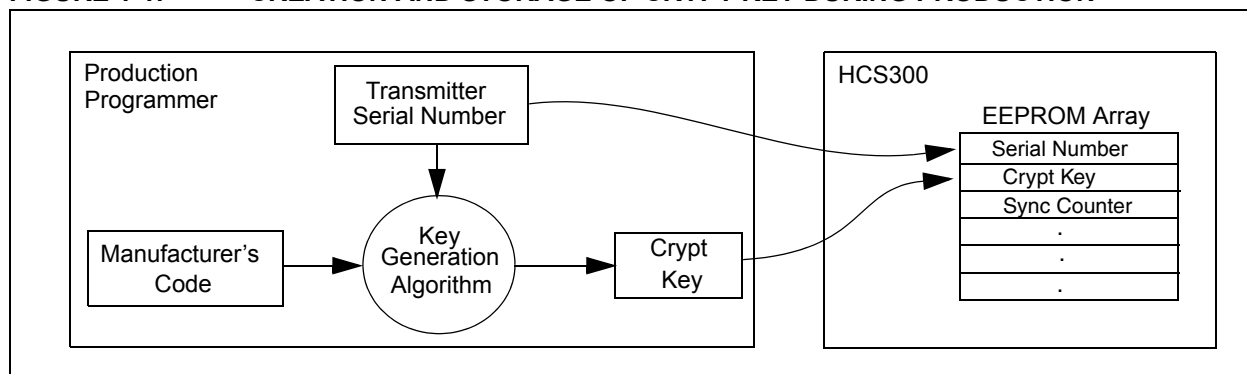 Production
Programmer
Transmitter
Serial Number
Manufacturer's
Code
Key
Generation
Algorithm
Crypt
Key
HCS300
EEPROM Array
Serial Number
Crypt Key
Sync Counter
.
.
.